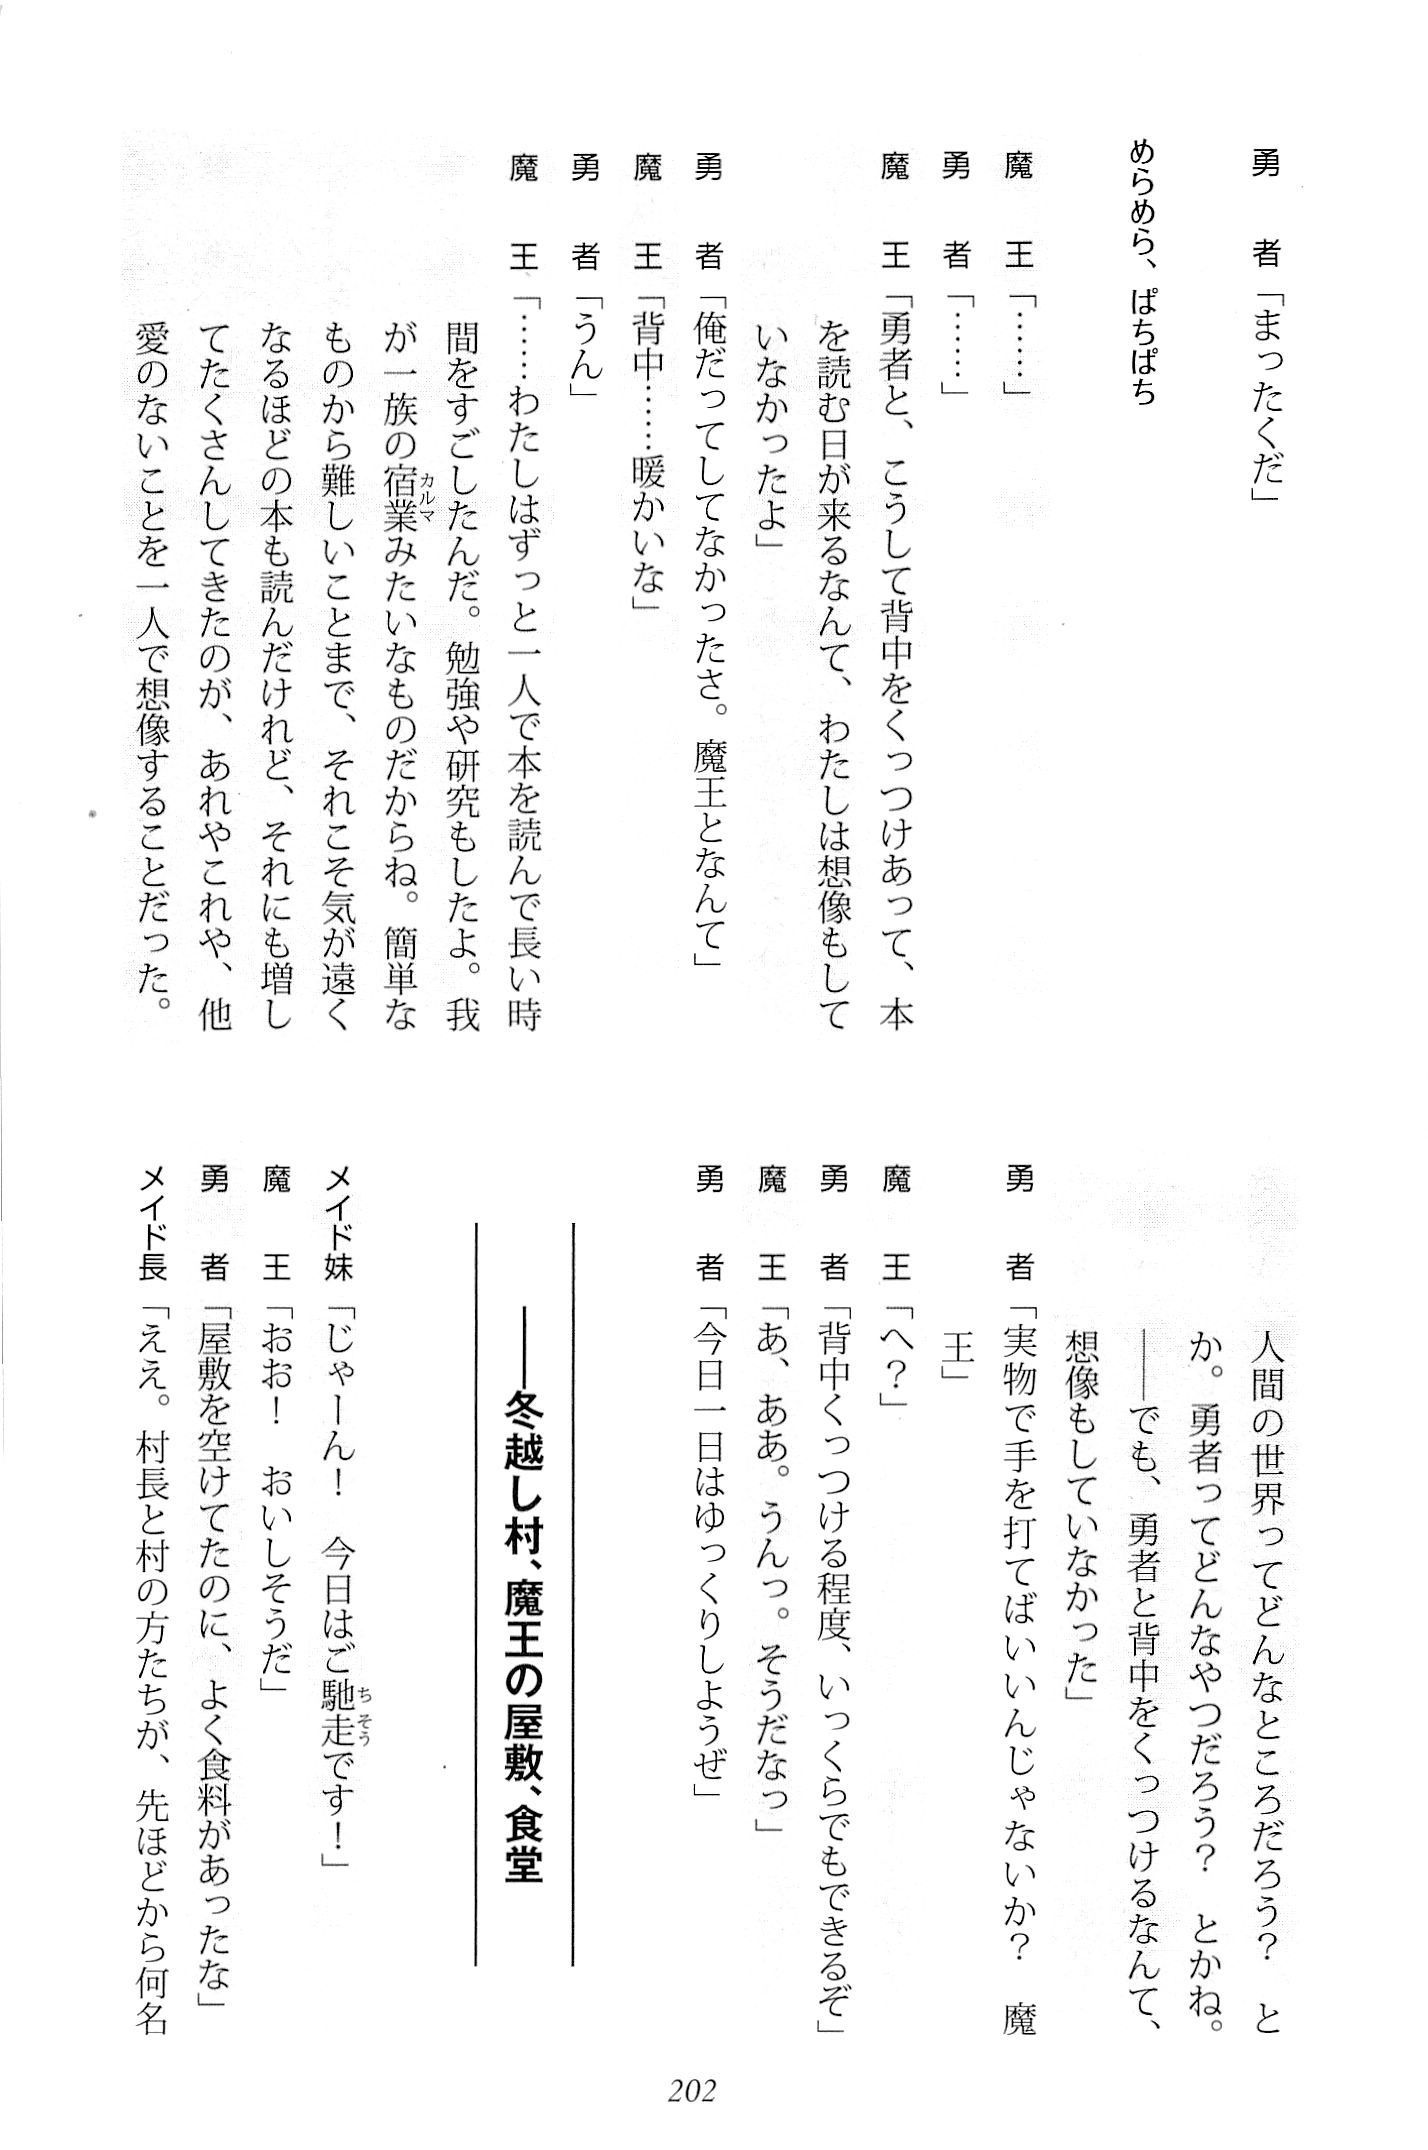 勇　者「まったくだ」
めらめら、ぱちぱち
魔　王「……」
勇　者「……」
魔　王「勇者と、こうして背中をくっつけあって、本
を読む日が来るなんて、わたしは想像もして
いなかったよ」
勇　者「俺だってしてなかったさ。魔王となんて」
魔　王「背中……暖かいな」
勇　者「うん」
魔　王「……わたしはずっと一人で本を読んで長い時
間をすごしたんだ。勉強や研究もしたよ。我
が一族の宿業カルマみたいなものだからね。簡単な
ものから難しいことまで、それこそ気が遠く
なるほどの本も読んだけれど、それにも増し
てたくさんしてきたのが、あれやこれや、他
愛のないことを一人で想像することだった。
人間の世界ってどんなところだろう？　と
か。勇者ってどんなやつだろう？　とかね。
――でも、勇者と背中をくっつけるなんて、
想像もしていなかった」
勇　者「実物で手を打てばいいんじゃないか？　魔
王」
魔　王「へ？」
勇　者「背中くっつける程度、いっくらでもできるぞ」
魔　王「あ、ああ。うんっ。そうだなっ」
勇　者「今日一日はゆっくりしようぜ」
――冬越し村、魔王の屋敷、食堂
メイド妹「じゃーん！　今日はご馳走ちそうです！」
魔　王「おお！　おいしそうだ」
勇　者「屋敷を空けてたのに、よく食料があったな」
メイド長「ええ。村長と村の方たちが、先ほどから何名
202